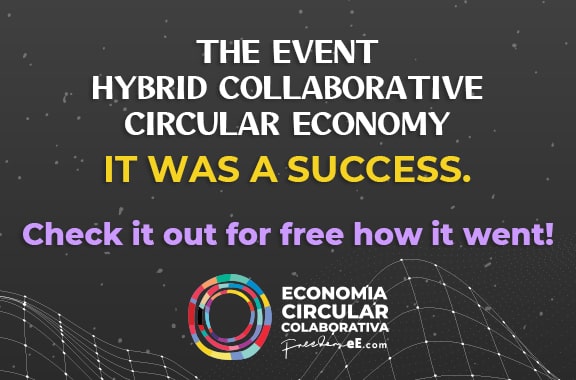 THE EVENT
HYBRID COLLABORATIVE
CIRCULAR ECONOMY
IT WAS A SUCCESS.
Check it out for free how it went!
ECONOMIA
CIRCULAR
COLABORATIVA
eE.com